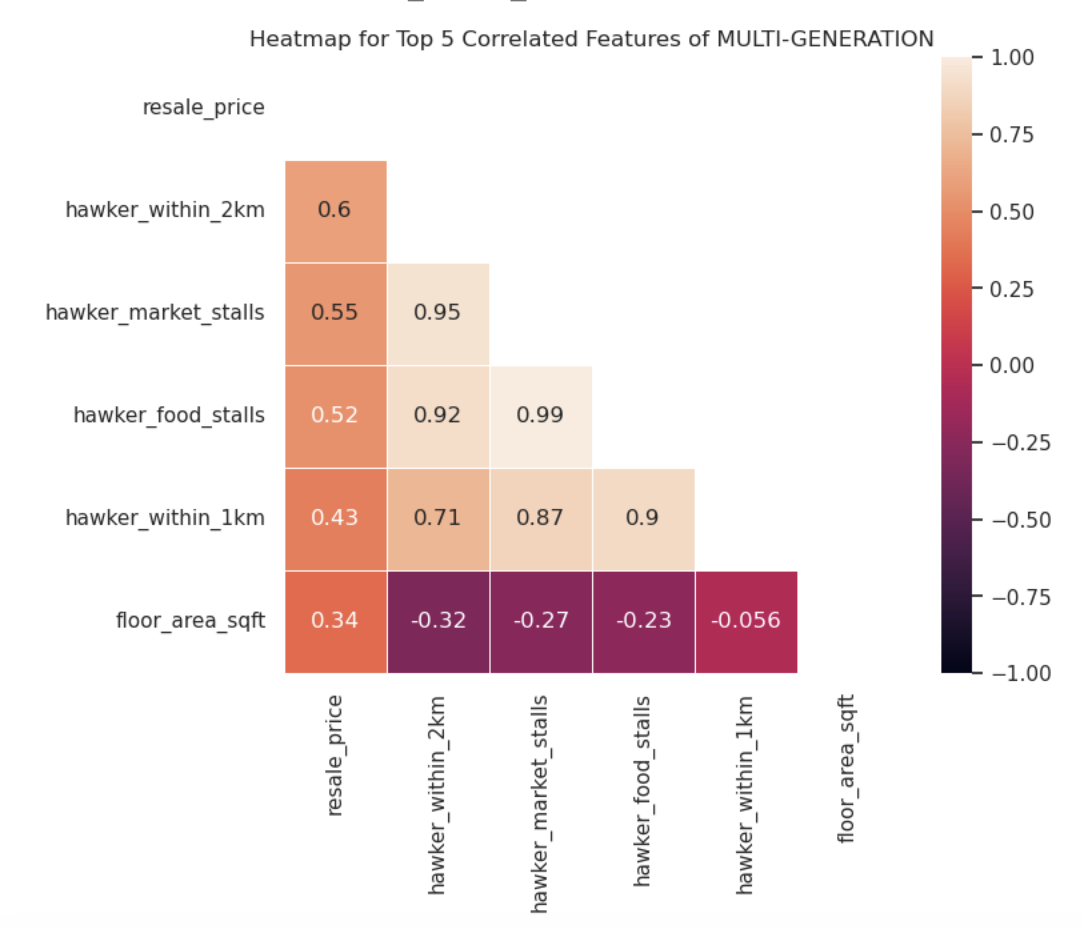 Heatmap for Top 5 Correlated Features of MULTI-GENERATION
resale_price
hawker_within_2km
hawker_market_stalls
hawker_food_stalls
hawker_within_1km
floor_area_sqft
0.6
0.55 0.95
0.52 0.92 0.99
0.43 0.71 0.87 0.9
0.34 -0.32 -0.27 -0.23 -0.056
resale_price
hawker_within_2km
hawker_market_stalls
hawker_food_stalls
hawker_within_1km
floor_area_sqft
1.00
0.75
0.50
0.25
0.00
−0.25
−0.50
−0.75
−1.00